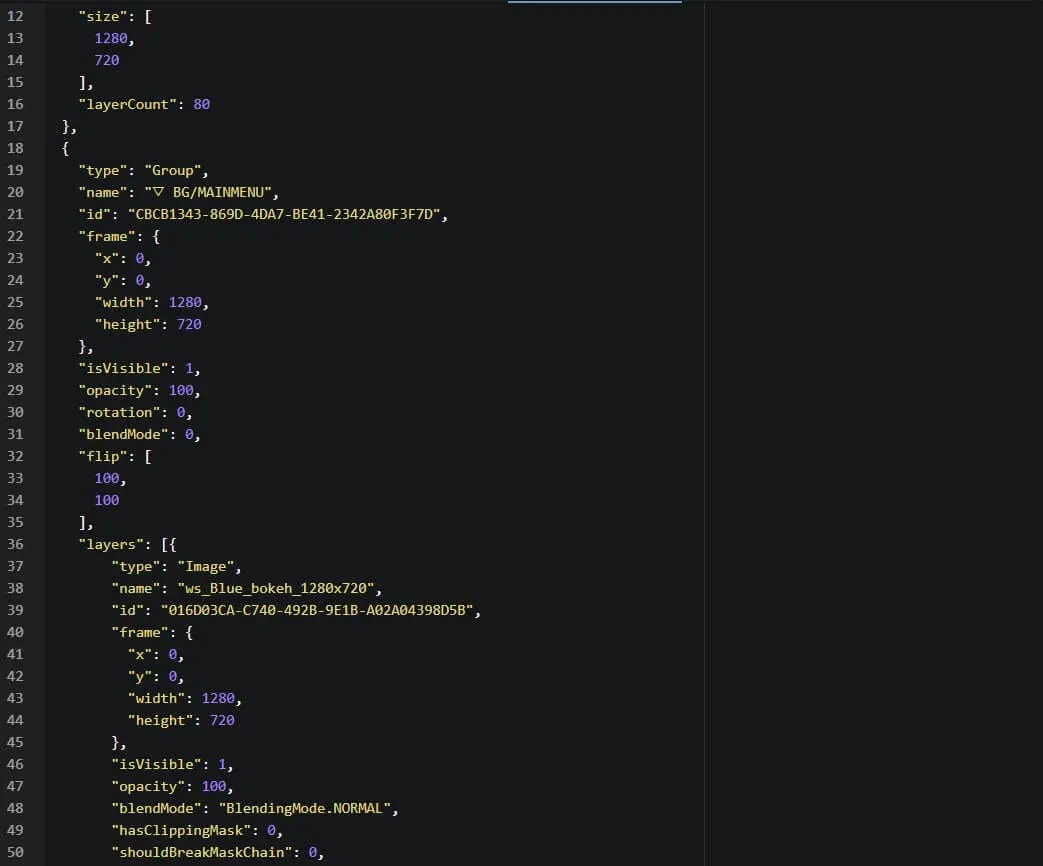 12 "size": [
13 1280,
14 720
15 ],
16 "layerCount": 80
17 },
18 {
19 "type": "Group",
20 "name": "▽ BG/MAINMENU",
21 "id": "CBCB1343-869D-4DA7-BE41-2342A80F3F7D",
22 "frame": {
23 "x": 0,
24 "y": 0,
25 "width": 1280,
26 "height": 720
27 },
28 "isVisible": 1,
29 "opacity": 100,
30 "rotation": 0,
31 "blendMode": 0,
32 "flip": [
33 100,
34 100
35 ],
36 "layers": [{
37 "type": "Image",
38 "name": "ws_Blue_bokeh_1280x720",
39 "id": "016D03CA-C740-492B-9E1B-A02A04398D5B",
40 "frame": {
41 "x": 0,
42 "y": 0,
43 "width": 1280,
44 "height": 720
45 },
46 "isVisible": 1,
47 "opacity": 100,
48 "blendMode": "BlendingMode.NORMAL",
49 "hasClippingMask": 0,
50 "shouldBreakMaskChain": 0,